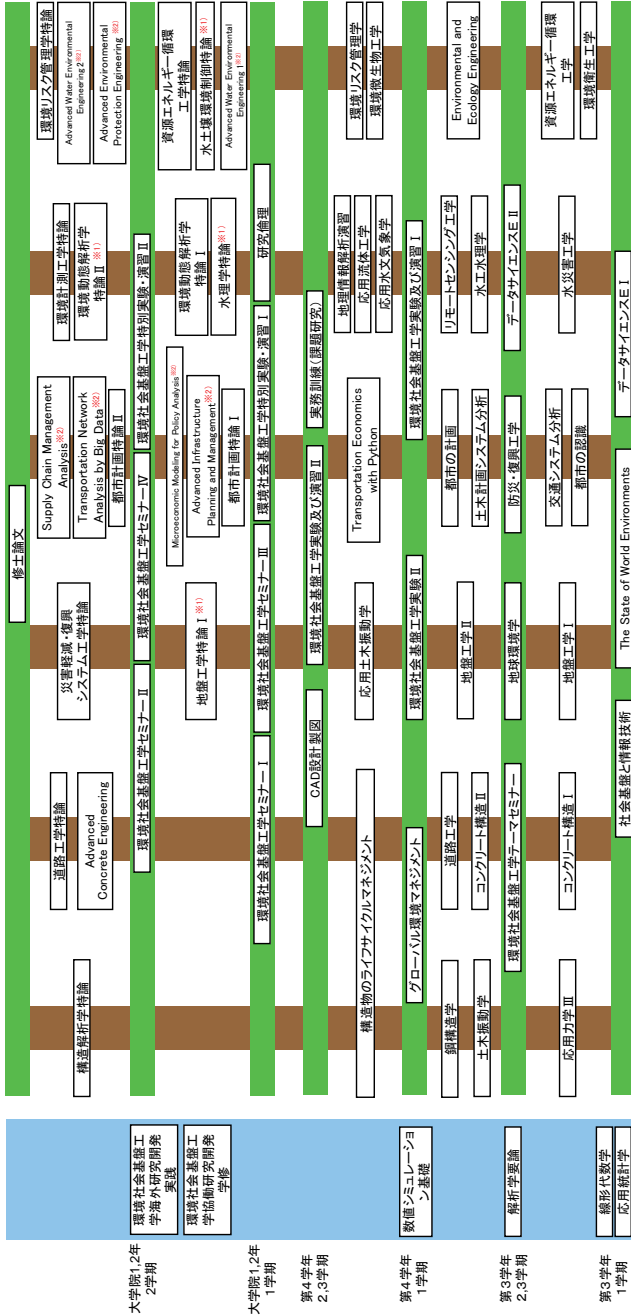 修士論文
構造解析学特論
道路工学特論
Advanced
Concrete Engineering
災害軽減・復興
システム工学特論
Supply Chain Management
Analysis※2)
Transportation Network
Analysis by Big Data※2)
都市計画特論Ⅱ
環境計測工学特論
環境動態解析学
特論Ⅱ ※1)
環境リスク管理学特論
Advanced Water Environmental
Engineering 2※2)
Advanced Environmental
Protection Engineering ※2)
大学院1,2年
2学期
環境社会基盤工
学海外研究開発
実践
環境社会基盤工学セミナーⅡ
環境社会基盤工学セミナーⅣ
環境社会基盤工学特別実験・演習Ⅱ
環境社会基盤工
学協働研究開発
学修
地盤工学特論Ⅰ ※1)
Microeconomic Modeling for Policy Analysis※2)
Advanced Infrastructure
Planning and Management※2)
都市計画特論Ⅰ
環境動態解析学
特論Ⅰ
水理学特論※1)
資源エネルギー循環
工学特論
水土壌環境制御特論※1)
Advanced Water Environmental
Engineering 1※2)
大学院1,2年
1学期
環境社会基盤工学セミナーⅠ
環境社会基盤工学セミナーⅢ
環境社会基盤工学特別実験・演習Ⅰ
研究倫理
第4学年
2,3学期
CAD設計製図
環境社会基盤工学実験及び演習Ⅱ
実務訓練(課題研究)
構造物のライフサイクルマネジメント
応用土木振動学
Transportation Economics
with Python
地理情報解析演習
応用流体工学
応用水文気象学
環境リスク管理学
環境微生物工学
第4学年
1学期
数値シミュレーショ
ン基礎
グローバル環境マネジメント
環境社会基盤工学実験Ⅱ
環境社会基盤工学実験及び演習Ⅰ
鋼構造学
土木振動学
道路工学
コンクリート構造Ⅱ
地盤工学Ⅱ
都市の計画
土木計画システム分析
リモートセンシング工学
水工水理学
Environmental and
Ecology Engineering
第3学年
2,3学期
解析学要論
環境社会基盤工学テーマセミナー
地球環境学
防災・復興工学
データサイエンスEⅡ
応用力学Ⅲ
コンクリート構造Ⅰ
地盤工学Ⅰ
交通システム分析
都市の認識
水災害工学
資源エネルギー循環
工学
環境衛生工学
第3学年
1学期
線形代数学
応用統計学
社会基盤と情報技術
The State of World Environments
データサイエンスEⅠ